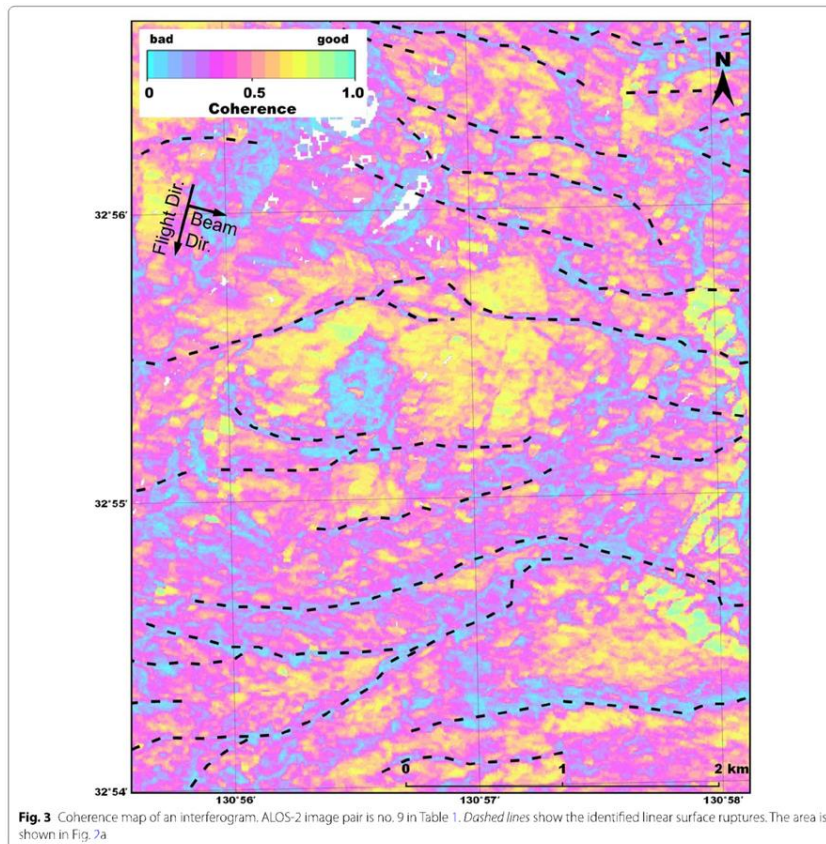 bad good
0 0.5 1.0
Coherence
N
32°56'
Flight Dir.
Beam
Dir.
32°55'
0 1 2 km
32°54'
130°56' 130°57' 130°58'
Fig. 3 Coherence map of an interferogram. ALOS-2 image pair is no. 9 in Table 1. Dashed lines show the identified linear surface ruptures. The area is
shown in Fig. 2a